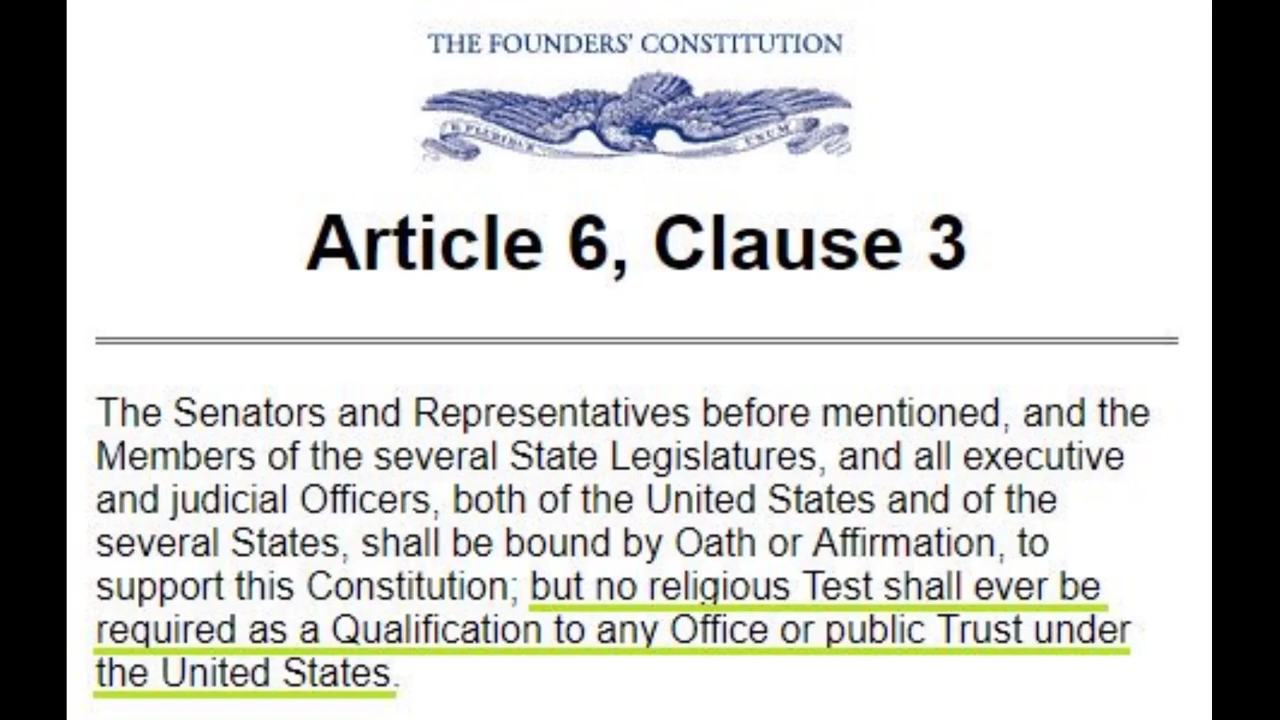 THE FOUNDERS' CONSTITUTION
E PLURIBUS UNUM
Article 6, Clause 3
The Senators and Representatives before mentioned, and the
Members of the several State Legislatures, and all executive
and judicial Officers, both of the United States and of the
several States, shall be bound by Oath or Affirmation, to
support this Constitution; but no religious Test shall ever be
required as a Qualification to any Office or public Trust under
the United States.